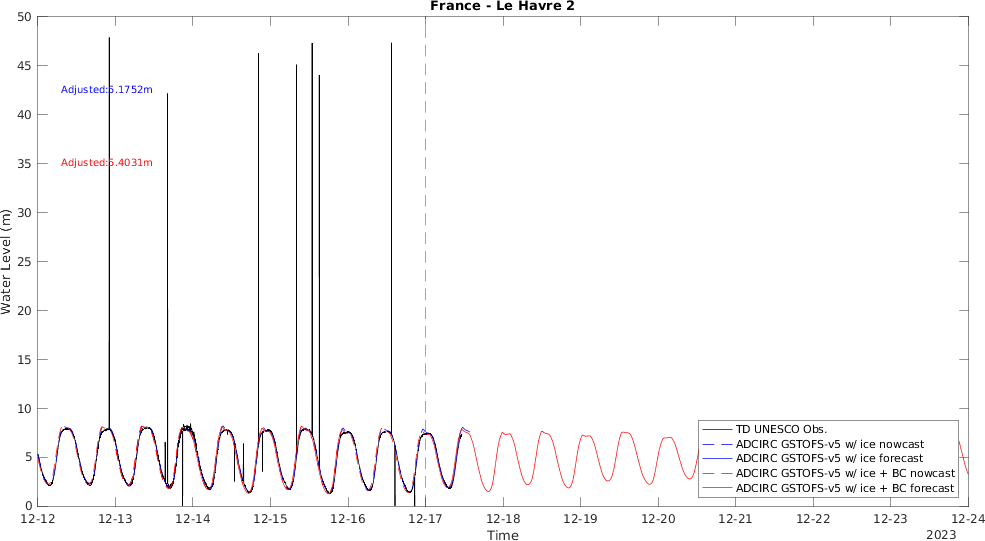 France - Le Havre 2
50
45
40
35
30
25
20
15
10
5
0
Water Level (m)
Adjusted:5.1752m
Adjusted:5.4031m
TD UNESCO Obs.
ADCIRC GSTOFS-v5 w/ ice nowcast
ADCIRC GSTOFS-v5 w/ ice forecast
ADCIRC GSTOFS-v5 w/ ice + BC nowcast
ADCIRC GSTOFS-v5 w/ ice + BC forecast
12-12 12-13 12-14 12-15 12-16 12-17 12-18 12-19 12-20 12-21 12-22 12-23 12-24
Time
2023